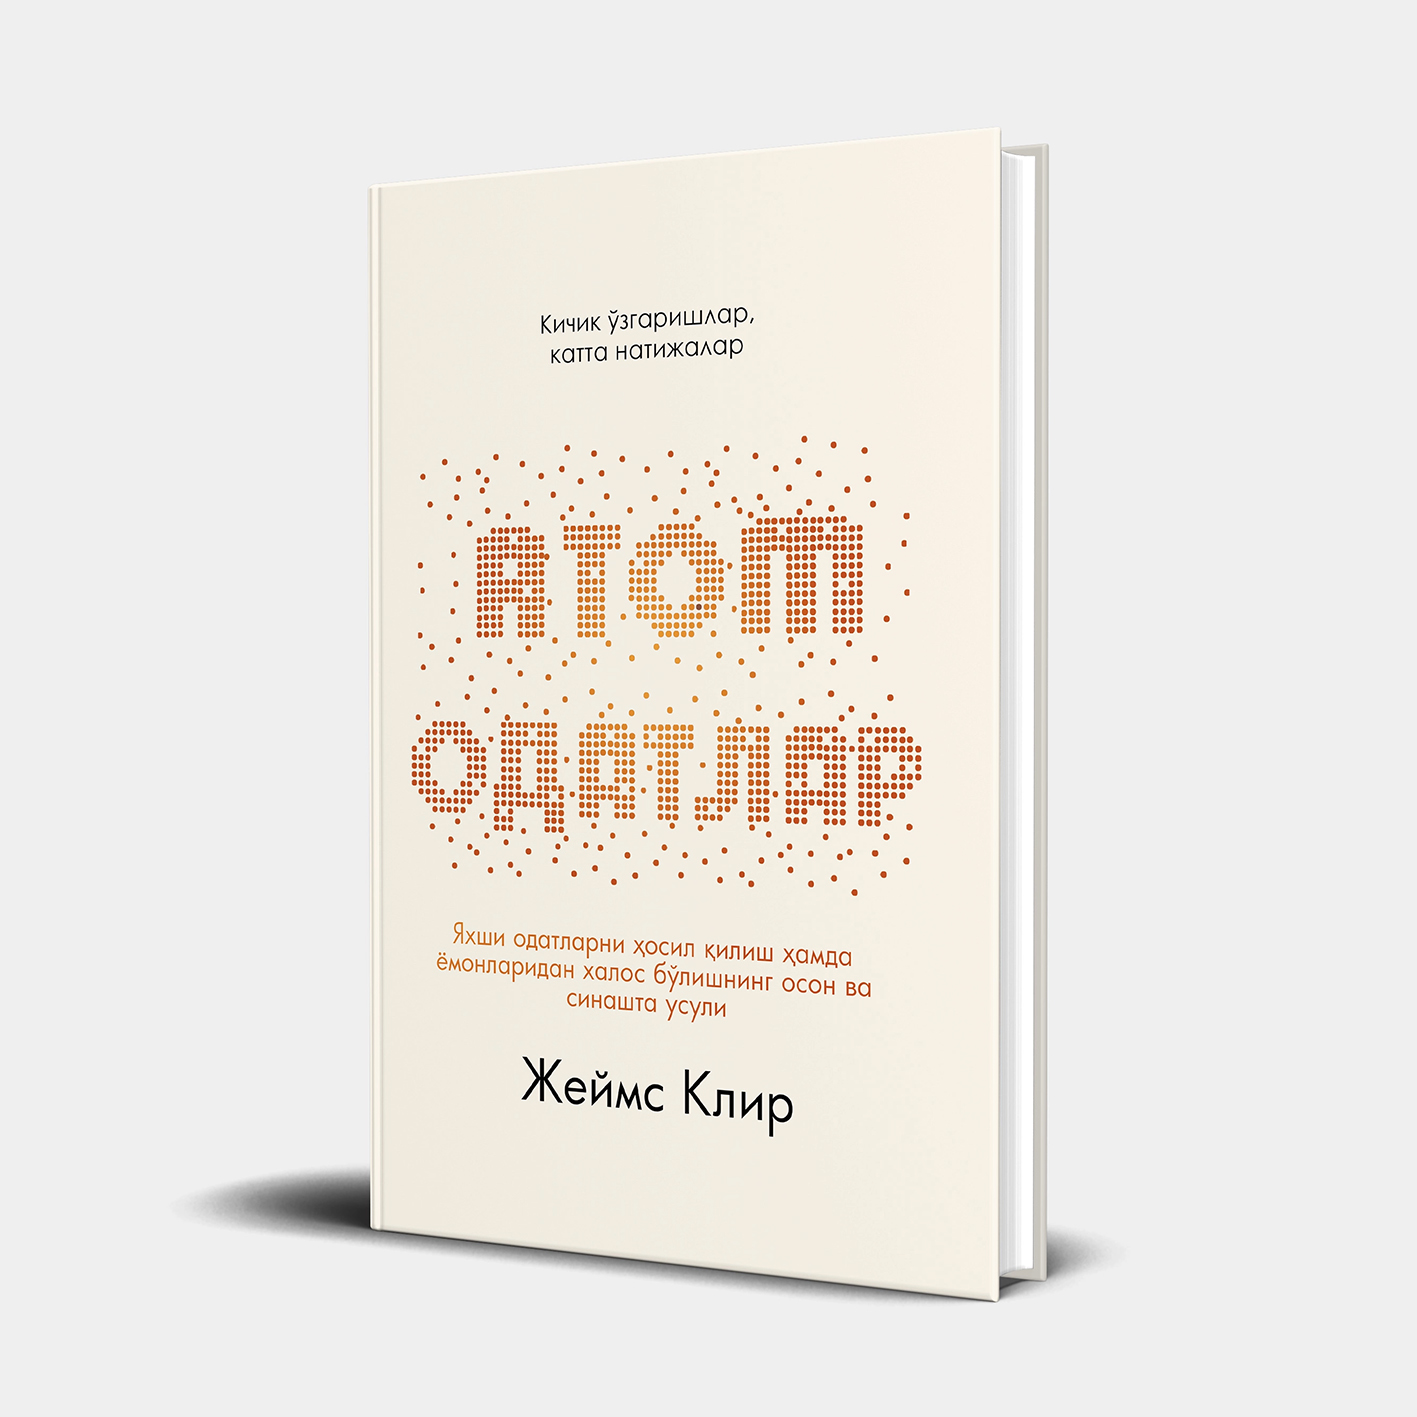 Кичик ўзгаришлар,
катта натижалар
АТОМ
ОДАТЛАР
Яхши одатларни ҳосил қилиш ҳамда
ёмонларидан халос бўлишнинг осон ва
синашта усули
Жеймс Клир